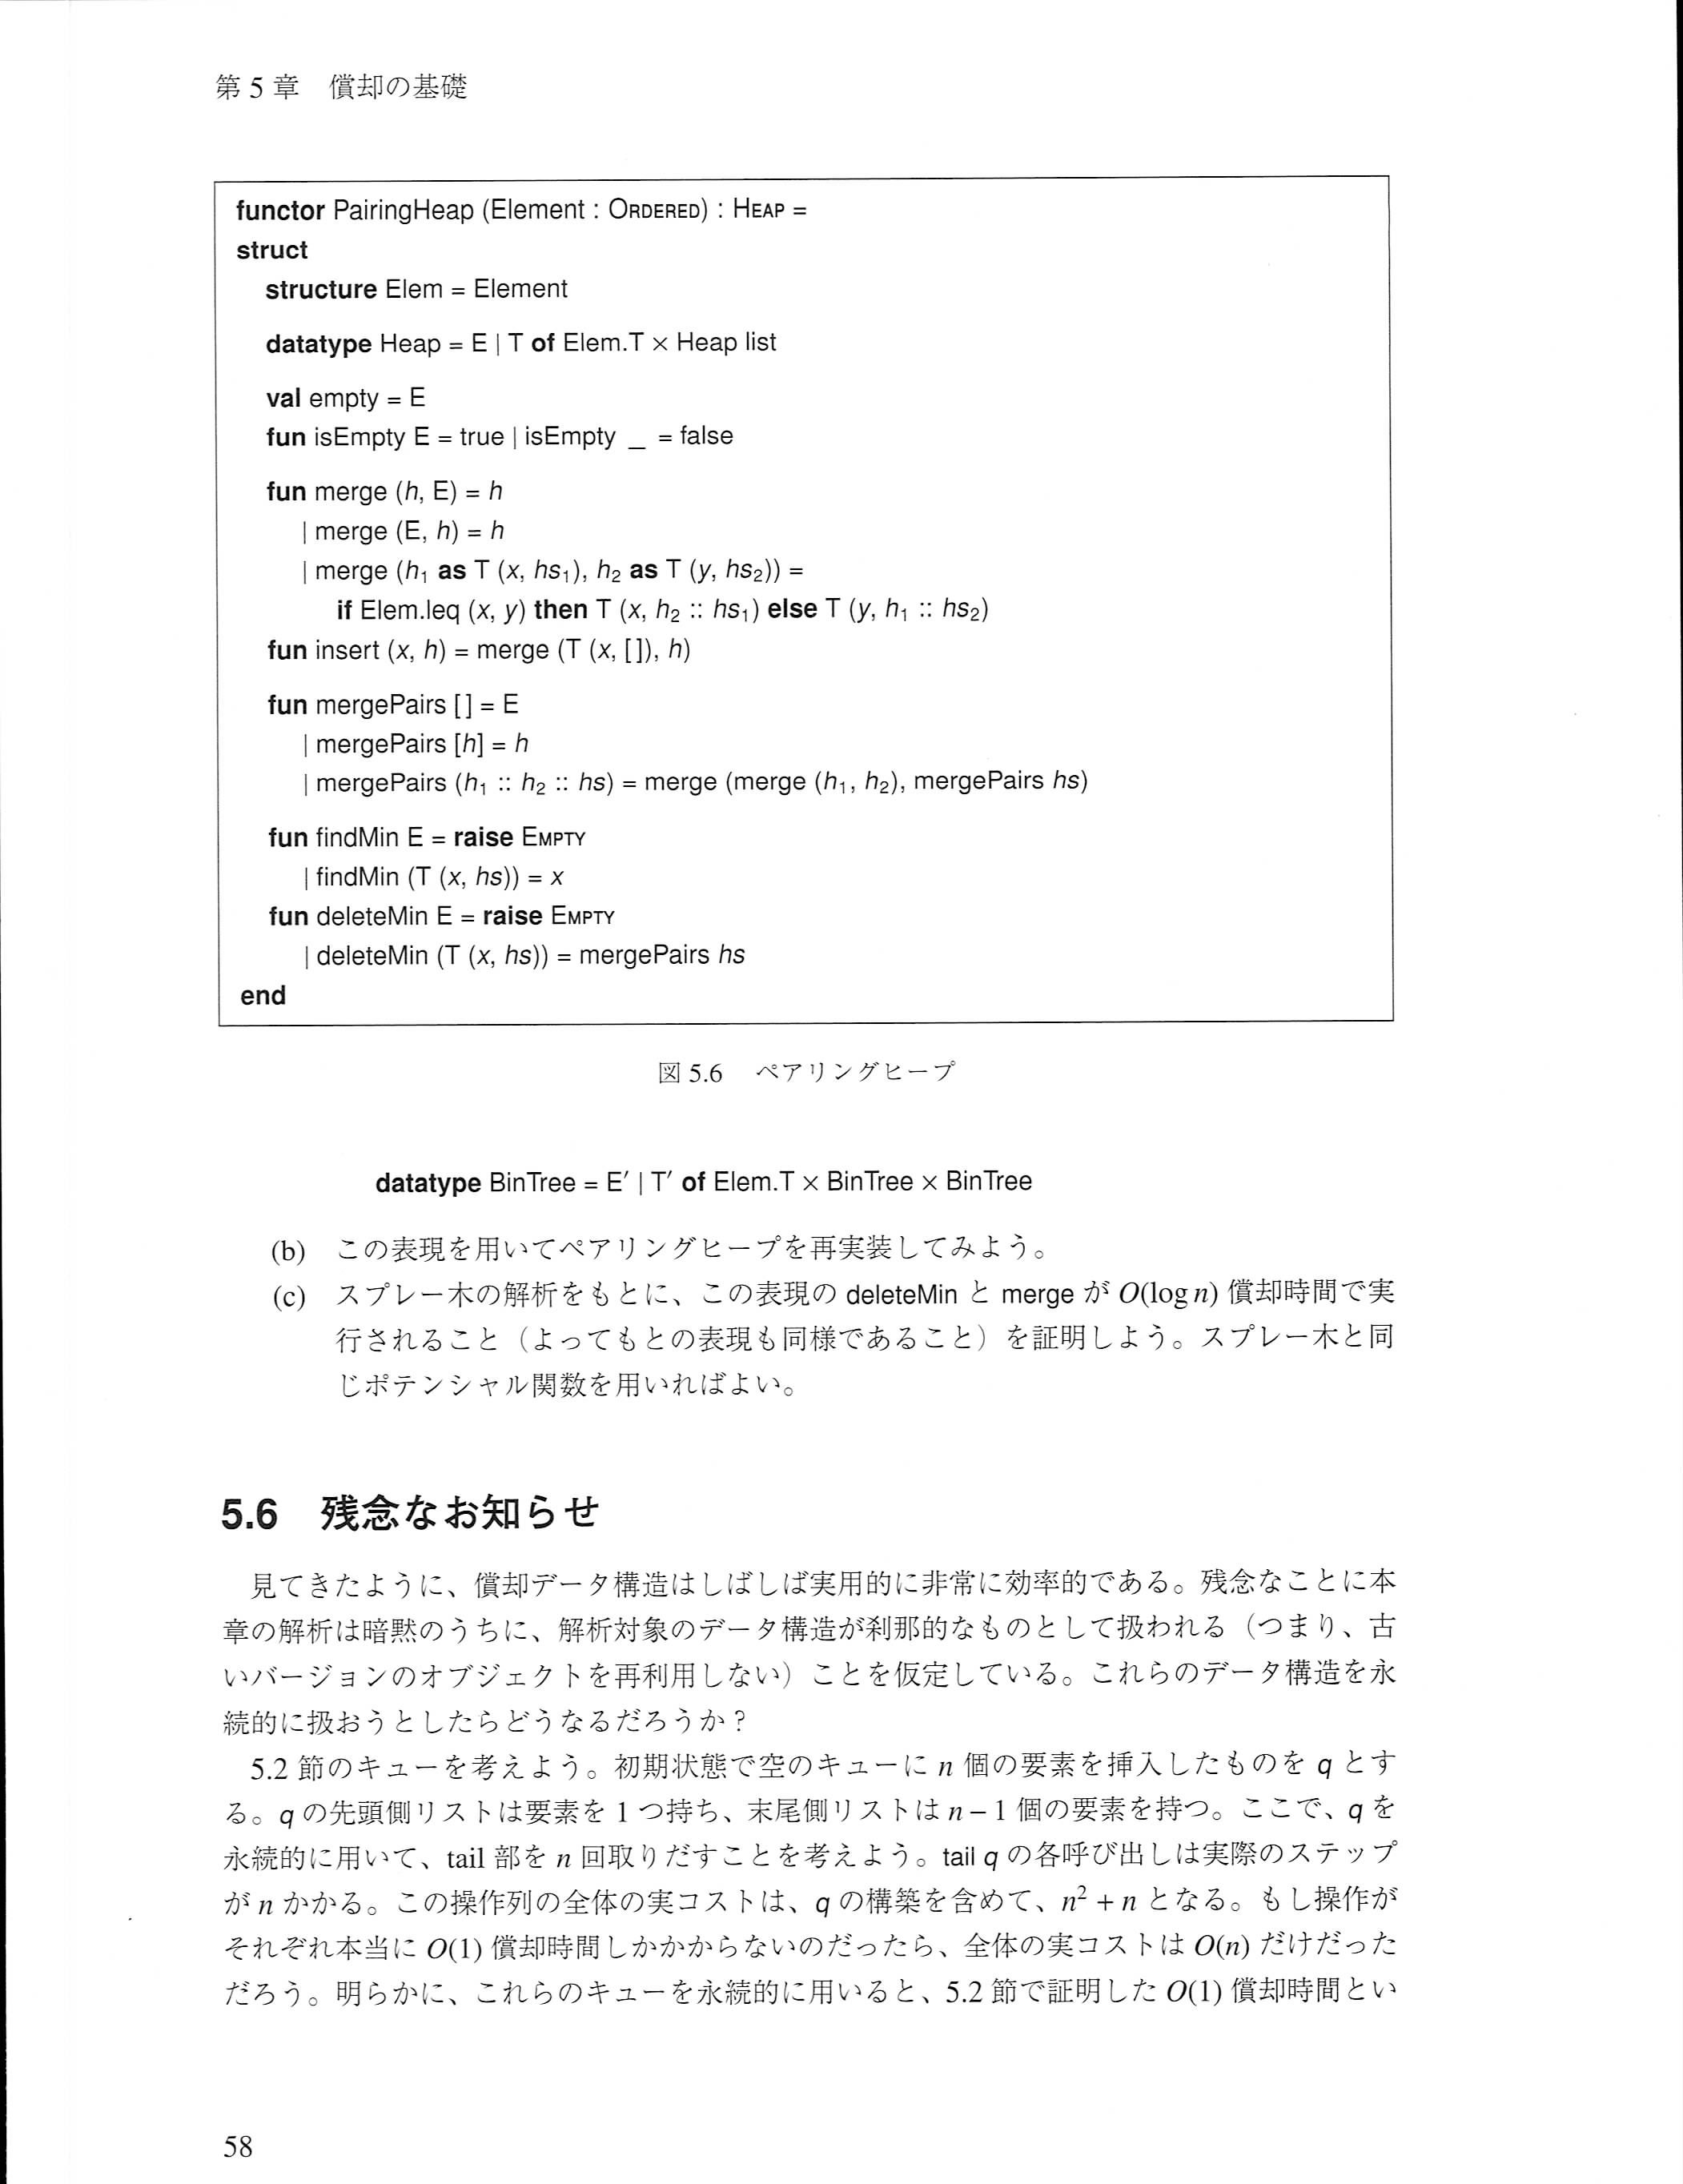 第 5 章　償却の基礎
functor PairingHeap (Element : ORDERED) : HEAP =
struct
structure Elem = Element
datatype Heap = E | T of Elem.T × Heap list
val empty = E
fun isEmpty E = true | isEmpty _ = false
fun merge (h, E) = h
| merge (E, h) = h
| merge (h₁ as T (x, hs₁), h₂ as T (y, hs₂)) =
if Elem.leq (x, y) then T (x, h₂ :: hs₁) else T (y, h₁ :: hs₂)
fun insert (x, h) = merge (T (x, []), h)
fun mergePairs [] = E
| mergePairs [h] = h
| mergePairs (h₁ :: h₂ :: hs) = merge (merge (h₁, h₂), mergePairs hs)
fun findMin E = raise EMPTY
| findMin (T (x, hs)) = x
fun deleteMin E = raise EMPTY
| deleteMin (T (x, hs)) = mergePairs hs
end
図 5.6　ペアリングヒープ
datatype BinTree = E′ | T′ of Elem.T × BinTree × BinTree
(b)　この表現を用いてペアリングヒープを再実装してみよう。
(c)　スプレー木の解析をもとに、この表現の deleteMin と merge が O(log n) 償却時間で実
行されること（よってもとの表現も同様であること）を証明しよう。スプレー木と同
じポテンシャル関数を用いればよい。
5.6　残念なお知らせ
見てきたように、償却データ構造はしばしば実用的に非常に効率的である。残念なことに本
章の解析は暗黙のうちに、解析対象のデータ構造が刹那的なものとして扱われる（つまり、古
いバージョンのオブジェクトを再利用しない）ことを仮定している。これらのデータ構造を永
続的に扱おうとしたらどうなるだろうか？
5.2 節のキューを考えよう。初期状態で空のキューに n 個の要素を挿入したものを q とす
る。q の先頭側リストは要素を 1 つ持ち、末尾側リストは n − 1 個の要素を持つ。ここで、q を
永続的に用いて、tail 部を n 回取りだすことを考えよう。tail q の各呼び出しは実際のステップ
が n かかる。この操作列の全体の実コストは、q の構築を含めて、n² + n となる。もし操作が
それぞれ本当に O(1) 償却時間しかかからないのだったら、全体の実コストは O(n) だけだった
だろう。明らかに、これらのキューを永続的に用いると、5.2 節で証明した O(1) 償却時間とい
58